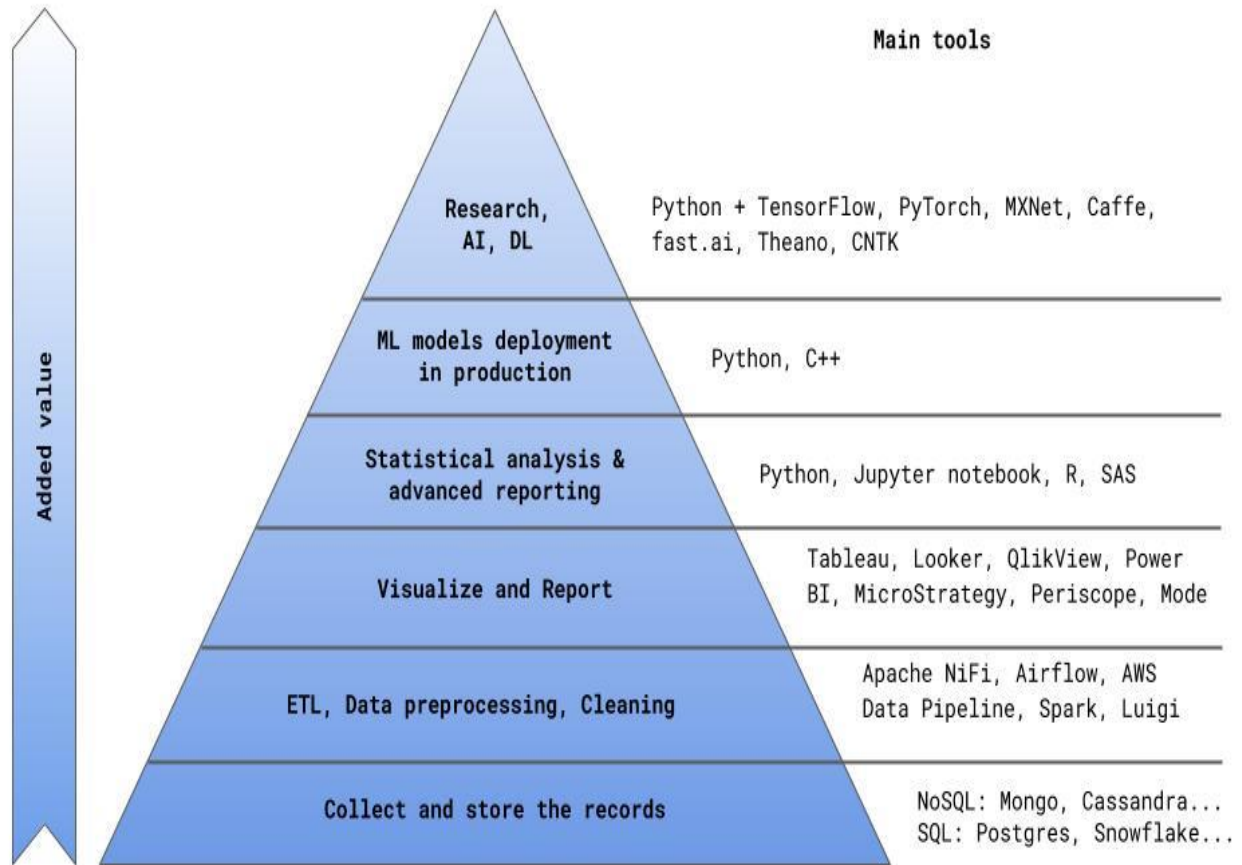 Main tools
Research,
AI, DL
Python + TensorFlow, PyTorch, MXNet, Caffe,
fast.ai, Theano, CNTK
ML models deployment
in production
Python, C++
Statistical analysis &
advanced reporting
Python, Jupyter notebook, R, SAS
Visualize and Report
Tableau, Looker, QlikView, Power
BI, MicroStrategy, Periscope, Mode
ETL, Data preprocessing, Cleaning
Apache NiFi, Airflow, AWS
Data Pipeline, Spark, Luigi
Collect and store the records
NoSQL: Mongo, Cassandra...
SQL: Postgres, Snowflake...
Added value